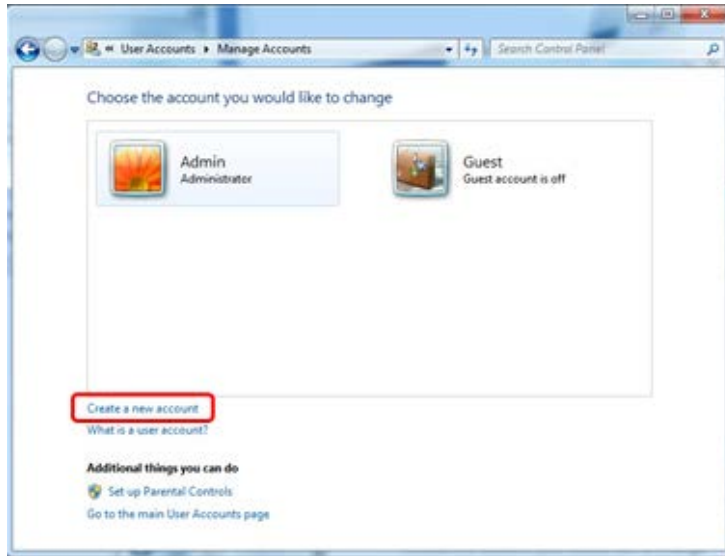 « User Accounts ▸ Manage Accounts
Search Control Panel
Choose the account you would like to change
Admin
Administrator
Guest
Guest account is off
Create a new account
What is a user account?
Additional things you can do
Set up Parental Controls
Go to the main User Accounts page